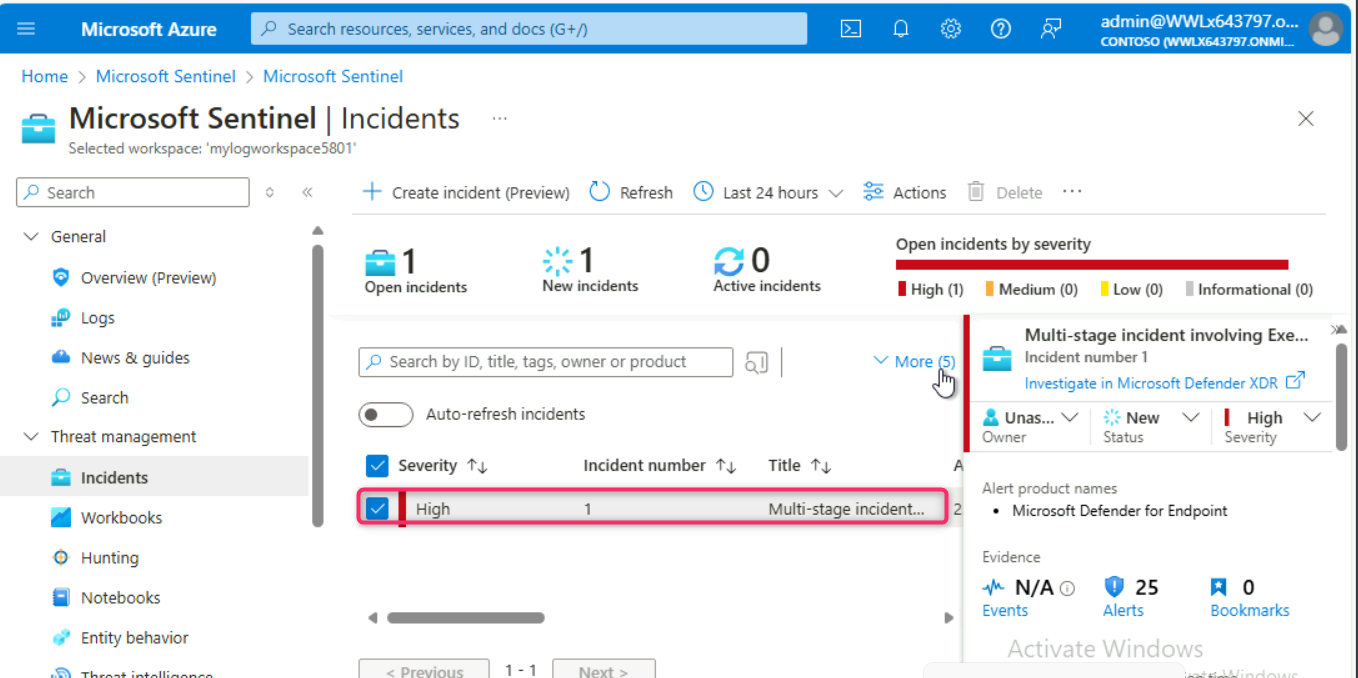 Microsoft Azure
Search resources, services, and docs (G+/)
admin@WWLx643797.o...
CONTOSO (WWLX643797.ONMI...
Home > Microsoft Sentinel > Microsoft Sentinel
Microsoft Sentinel | Incidents ...
Selected workspace: 'mylogworkspace5801'
Search
General
Overview (Preview)
Logs
News & guides
Search
Threat management
Incidents
Workbooks
Hunting
Notebooks
Entity behavior
Threat intelligence
Create incident (Preview) Refresh Last 24 hours Actions Delete ...
1
Open incidents
1
New incidents
0
Active incidents
Open incidents by severity
High (1) Medium (0) Low (0) Informational (0)
Search by ID, title, tags, owner or product
More (5)
Auto-refresh incidents
Severity ↑↓ Incident number ↑↓ Title ↑↓ A
High 1 Multi-stage incident... 2
< Previous 1 - 1 Next >
Multi-stage incident involving Exe...
Incident number 1
Investigate in Microsoft Defender XDR
Unas... New High
Owner Status Severity
Alert product names
• Microsoft Defender for Endpoint
Evidence
N/A 25 0
Events Alerts Bookmarks
Activate Windows
Windows